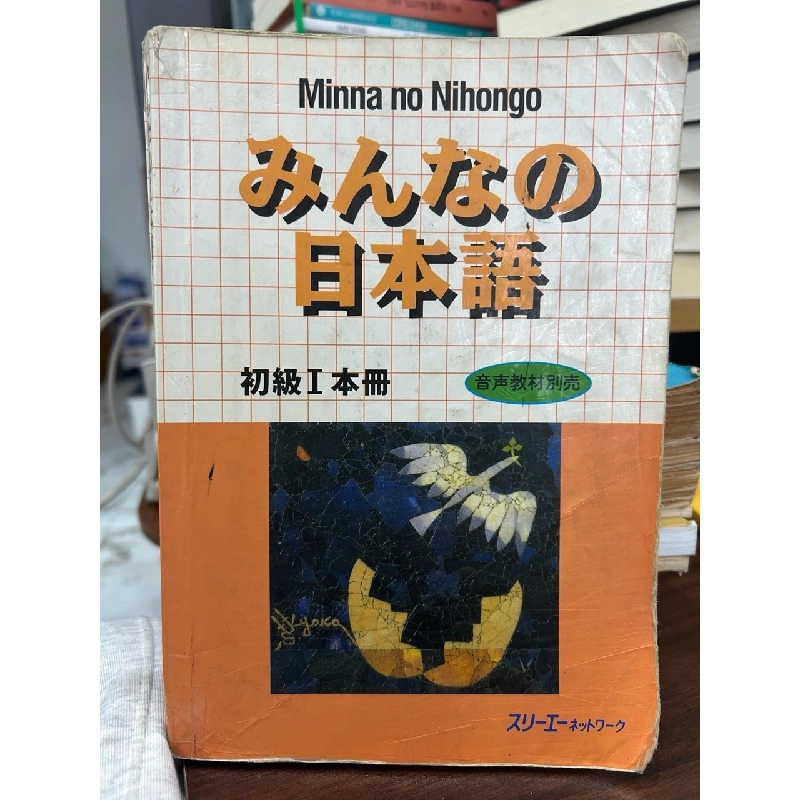 Minna no Nihongo
みんなの
日本語
初級I本冊
音声教材別売
Kyoko
スリーエーネットワーク